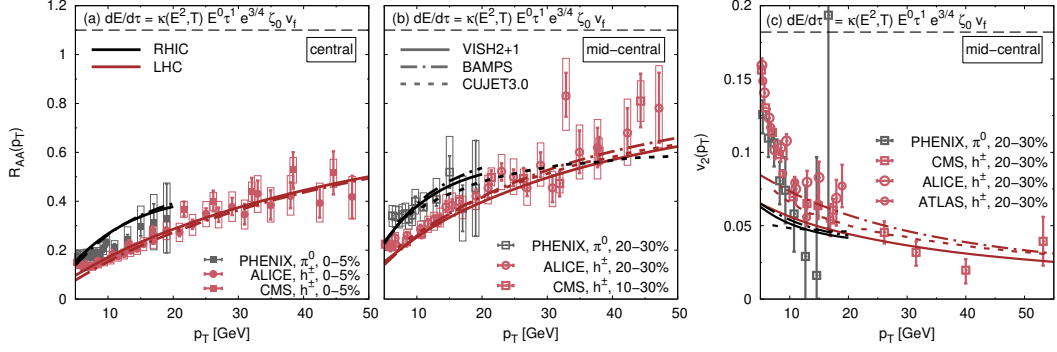 (a) dE/dτ = κ(E²,T) E⁰τ¹ e³/⁴ ζ₀ v_f
central
RHIC
LHC
PHENIX, π⁰, 0–5%
ALICE, h±, 0–5%
CMS, h±, 0–5%
R_AA(p_T)
0
0.2
0.4
0.6
0.8
1
1.2
10
20
30
40
50
p_T [GeV]
(b) dE/dτ = κ(E²,T) E⁰τ¹ e³/⁴ ζ₀ v_f
mid-central
VISH2+1
BAMPS
CUJET3.0
PHENIX, π⁰, 20–30%
ALICE, h±, 20–30%
CMS, h±, 10–30%
10
20
30
40
50
p_T [GeV]
(c) dE/dτ = κ(E²,T) E⁰τ¹ e³/⁴ ζ₀ v_f
mid-central
PHENIX, π⁰, 20–30%
CMS, h±, 20–30%
ALICE, h±, 20–30%
ATLAS, h±, 20–30%
v₂(p_T)
0
0.05
0.1
0.15
0.2
10
20
30
40
50
p_T [GeV]